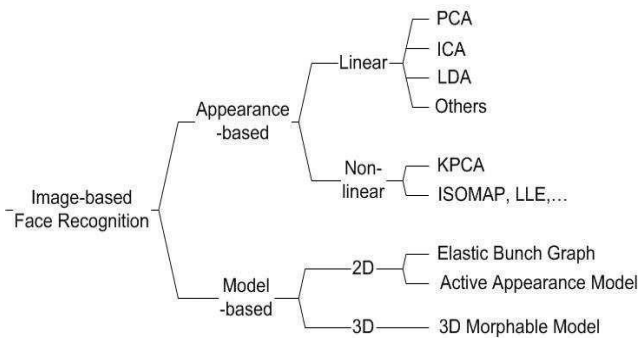 PCA
ICA
Linear
LDA
Appearance
-based
Others
Non-
linear
KPCA
ISOMAP, LLE,...
Image-based
Face Recognition
Model
-based
2D
Elastic Bunch Graph
Active Appearance Model
3D
3D Morphable Model